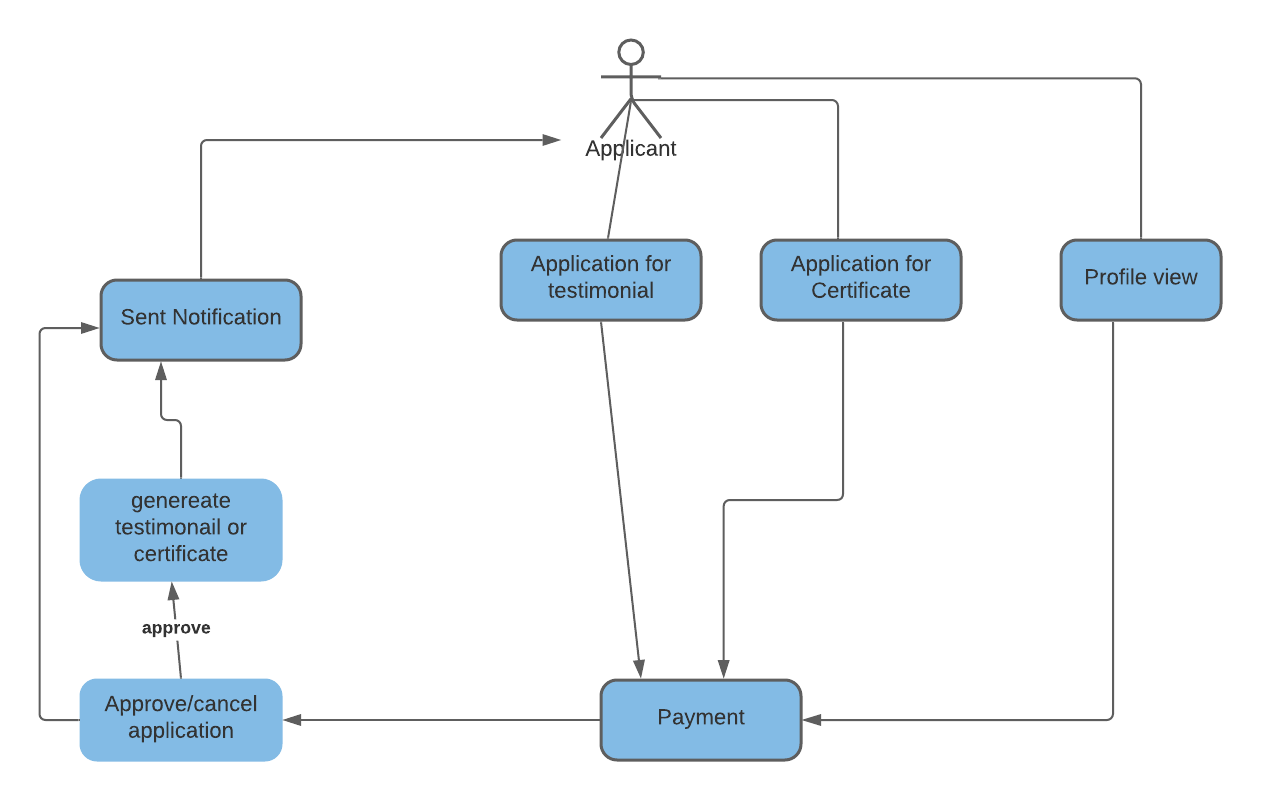 Applicant
Application for
testimonial
Application for
Certificate
Profile view
Sent Notification
genereate
testimonail or
certificate
approve
Approve/cancel
application
Payment